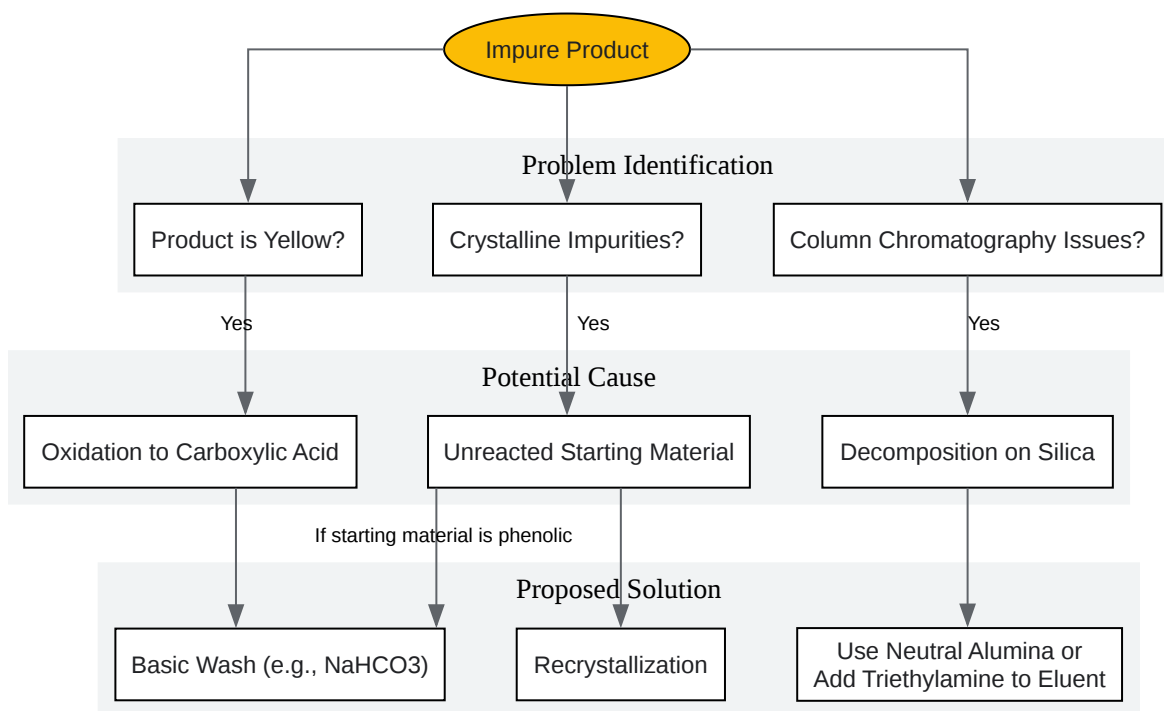 Impure Product
Problem Identification
Product is Yellow?
Crystalline Impurities?
Column Chromatography Issues?
Yes
Yes
Yes
Potential Cause
Oxidation to Carboxylic Acid
Unreacted Starting Material
Decomposition on Silica
If starting material is phenolic
Proposed Solution
Basic Wash (e.g., NaHCO3)
Recrystallization
Use Neutral Alumina or
Add Triethylamine to Eluent